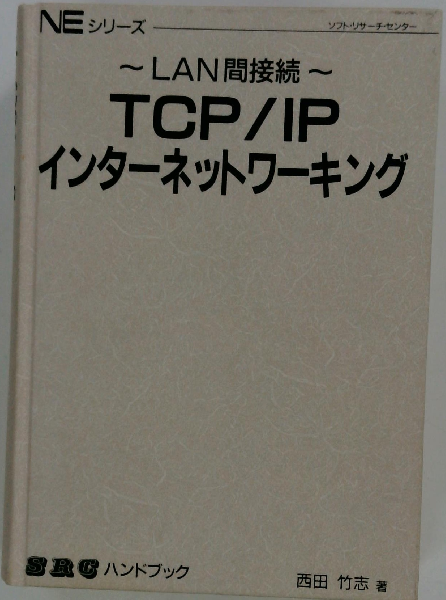 NEシリーズ
ソフト・リサーチ・センター
～LAN間接続～
TCP/IP
インターネットワーキング
SRCハンドブック
西田 竹志 著